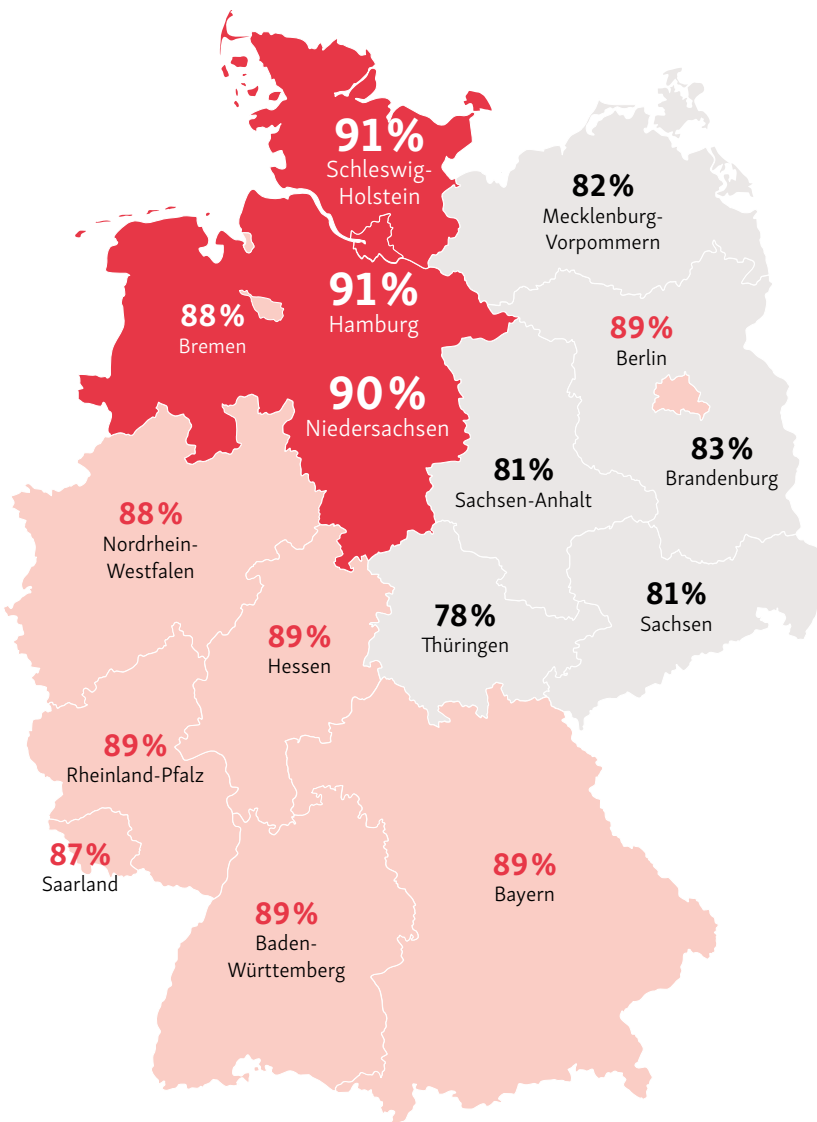 91%
Schleswig-
Holstein
82%
Mecklenburg-
Vorpommern
91%
Hamburg
88%
Bremen
89%
Berlin
90%
Niedersachsen
83%
Brandenburg
81%
Sachsen-Anhalt
88%
Nordrhein-
Westfalen
81%
Sachsen
78%
Thüringen
89%
Hessen
89%
Rheinland-Pfalz
87%
Saarland
89%
Bayern
89%
Baden-
Württemberg